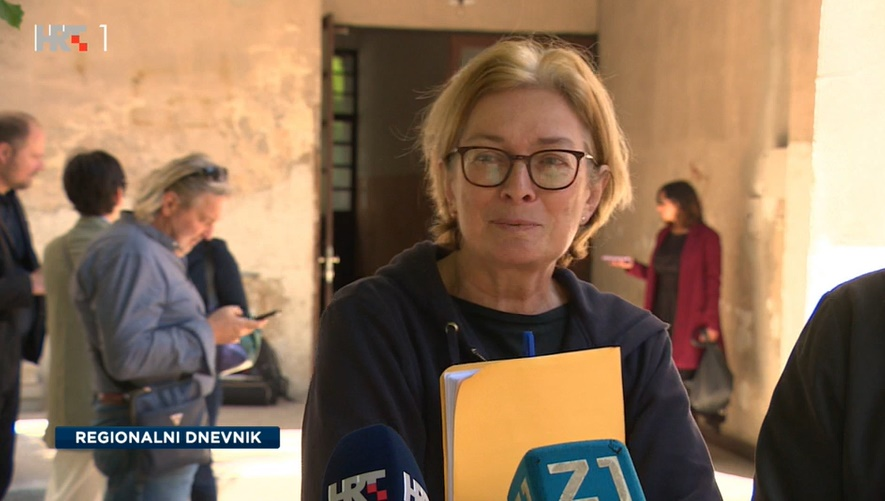 HRT 1
REGIONALNI DNEVNIK
HRT
Z1